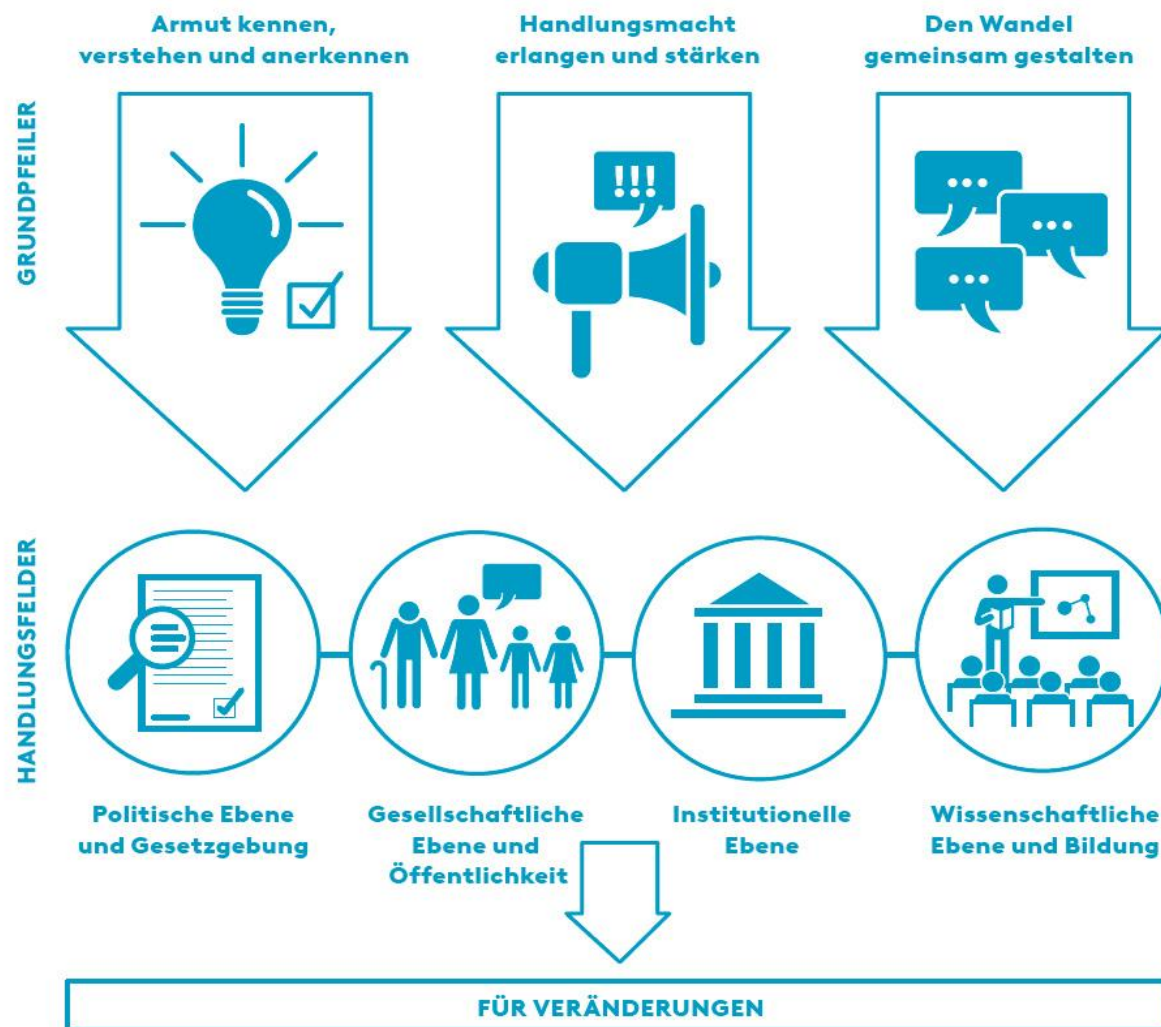 Armut kennen,
verstehen und anerkennen
Handlungsmacht
erlangen und stärken
Den Wandel
gemeinsam gestalten
GRUNDPFEILER
!!!
HANDLUNGSFELDER
Politische Ebene
und Gesetzgebung
Gesellschaftliche
Ebene und
Öffentlichkeit
Institutionelle
Ebene
Wissenschaftliche
Ebene und Bildung
FÜR VERÄNDERUNGEN